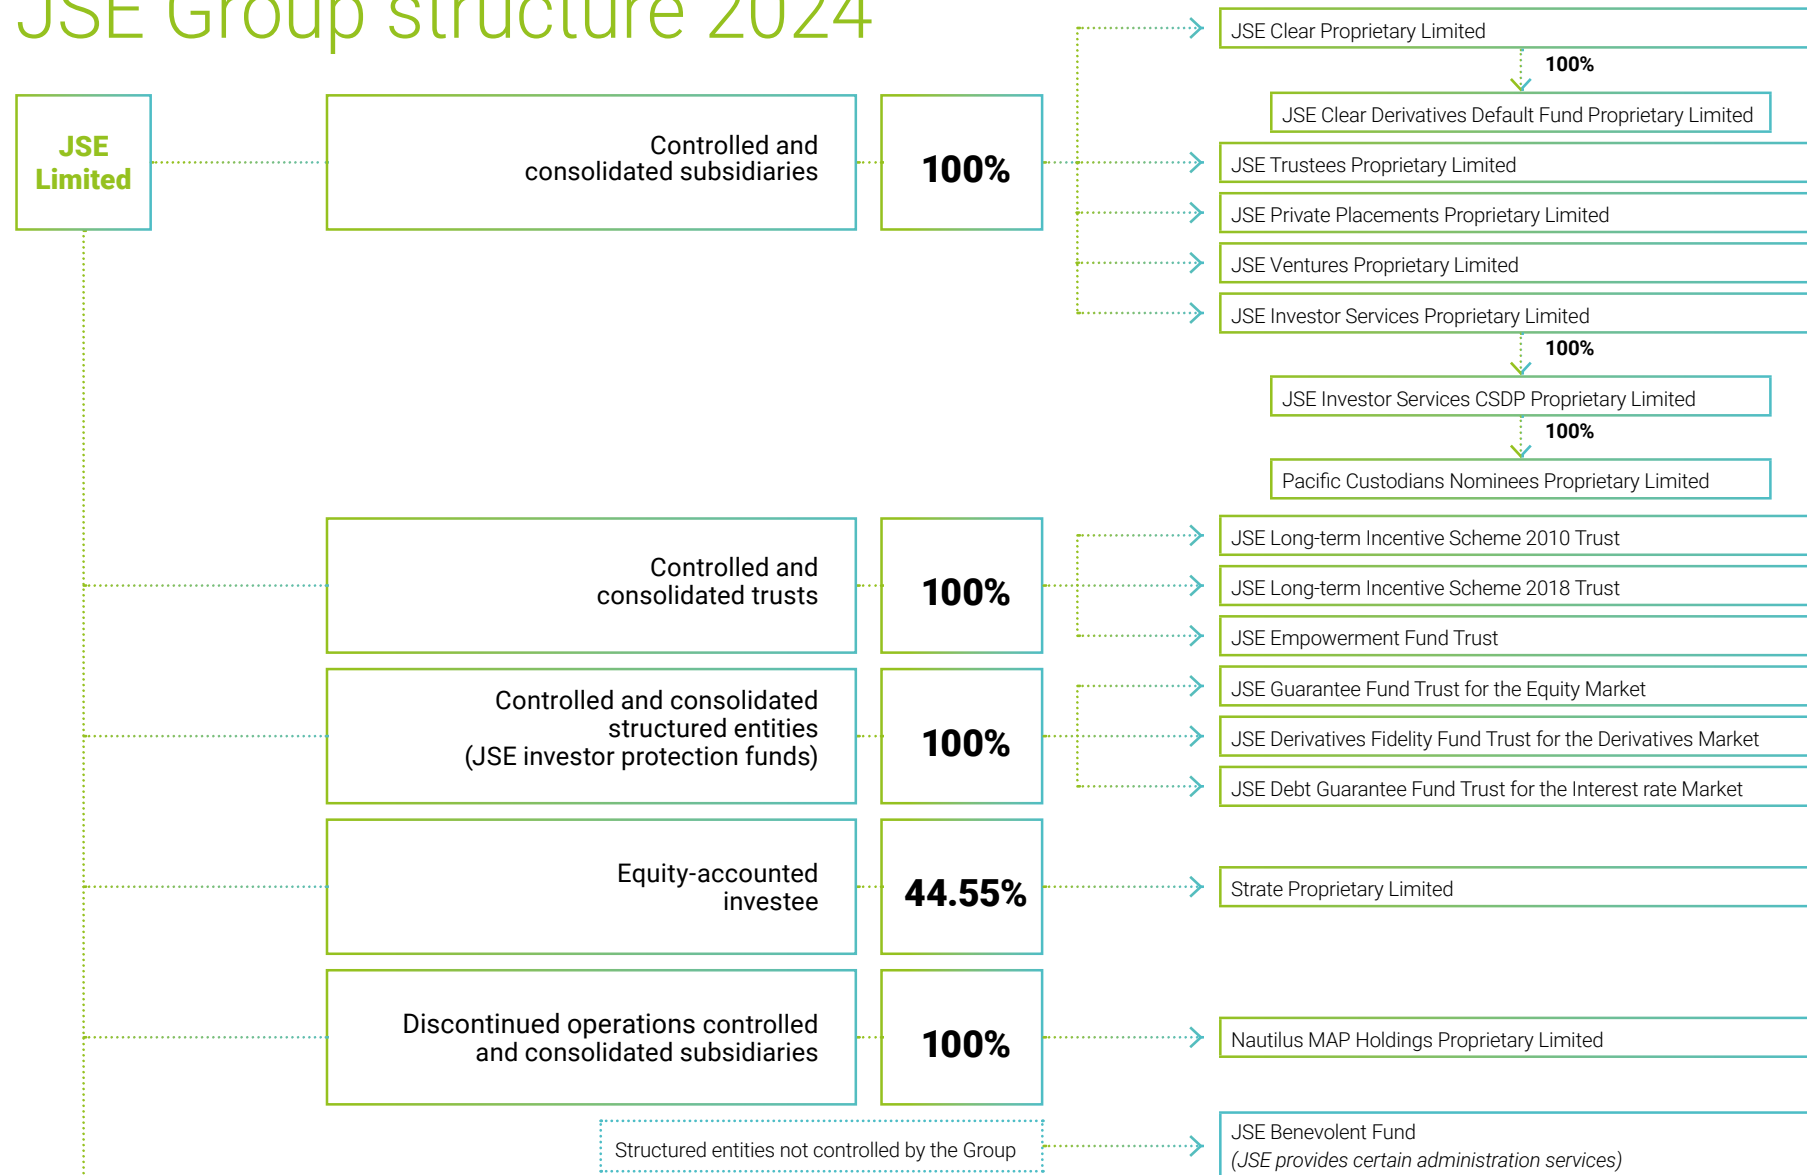 JSE Group structure 2024
JSE
Limited
Controlled and
consolidated subsidiaries
100%
JSE Clear Proprietary Limited
100%
JSE Clear Derivatives Default Fund Proprietary Limited
JSE Trustees Proprietary Limited
JSE Private Placements Proprietary Limited
JSE Ventures Proprietary Limited
JSE Investor Services Proprietary Limited
100%
JSE Investor Services CSDP Proprietary Limited
100%
Pacific Custodians Nominees Proprietary Limited
Controlled and
consolidated trusts
100%
JSE Long-term Incentive Scheme 2010 Trust
JSE Long-term Incentive Scheme 2018 Trust
JSE Empowerment Fund Trust
Controlled and consolidated
structured entities
(JSE investor protection funds)
100%
JSE Guarantee Fund Trust for the Equity Market
JSE Derivatives Fidelity Fund Trust for the Derivatives Market
JSE Debt Guarantee Fund Trust for the Interest rate Market
Equity-accounted
investee
44.55%
Strate Proprietary Limited
Discontinued operations controlled
and consolidated subsidiaries
100%
Nautilus MAP Holdings Proprietary Limited
Structured entities not controlled by the Group
JSE Benevolent Fund
(JSE provides certain administration services)